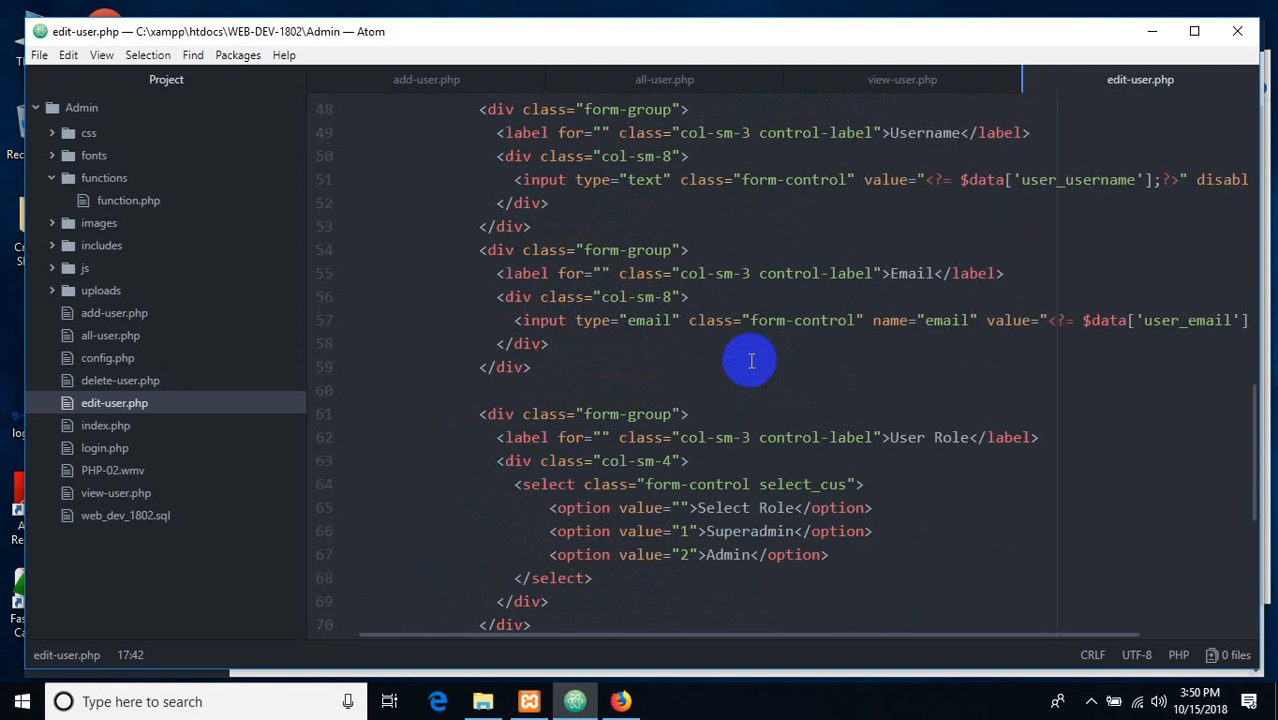 edit-user.php — C:\xampp\htdocs\WEB-DEV-1802\Admin — Atom
File Edit View Selection Find Packages Help
Project
add-user.php all-user.php view-user.php edit-user.php
Admin
css
fonts
functions
function.php
images
includes
js
uploads
add-user.php
all-user.php
config.php
delete-user.php
edit-user.php
index.php
login.php
PHP-02.wmv
view-user.php
web_dev_1802.sql
48 <div class="form-group">
49 <label for="" class="col-sm-3 control-label">Username</label>
50 <div class="col-sm-8">
51 <input type="text" class="form-control" value="<?= $data['user_username'];?>" disabl
52 </div>
53 </div>
54 <div class="form-group">
55 <label for="" class="col-sm-3 control-label">Email</label>
56 <div class="col-sm-8">
57 <input type="email" class="form-control" name="email" value="<?= $data['user_email']
58 </div>
59 </div>
60
61 <div class="form-group">
62 <label for="" class="col-sm-3 control-label">User Role</label>
63 <div class="col-sm-4">
64 <select class="form-control select_cus">
65 <option value="">Select Role</option>
66 <option value="1">Superadmin</option>
67 <option value="2">Admin</option>
68 </select>
69 </div>
70 </div>
edit-user.php 17:42 CRLF UTF-8 PHP 0 files
Type here to search
3:50 PM
10/15/2018